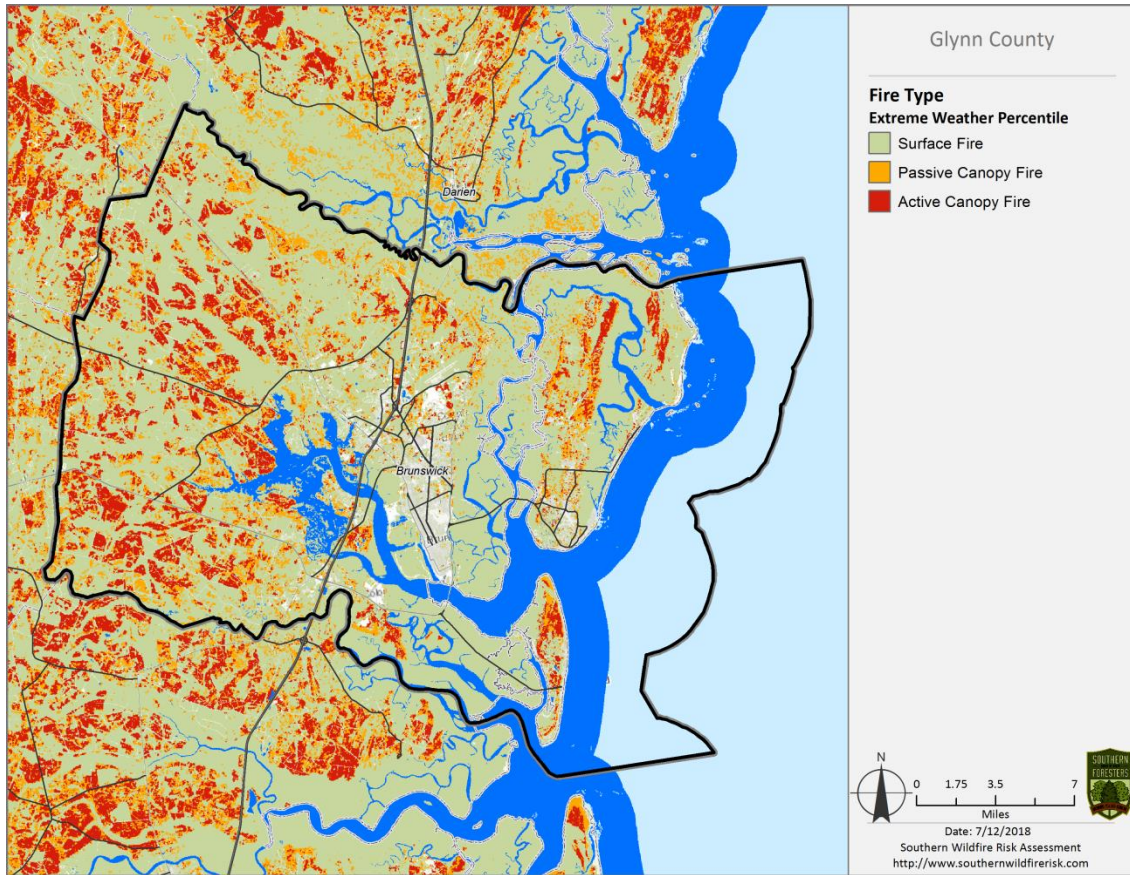 Glynn County
Fire Type
Extreme Weather Percentile
Surface Fire
Passive Canopy Fire
Active Canopy Fire
Darien
Brunswick
N
0 1.75 3.5 7
Miles
SOUTHERN
FORESTERS
Date: 7/12/2018
Southern Wildfire Risk Assessment
http://www.southernwildfirerisk.com